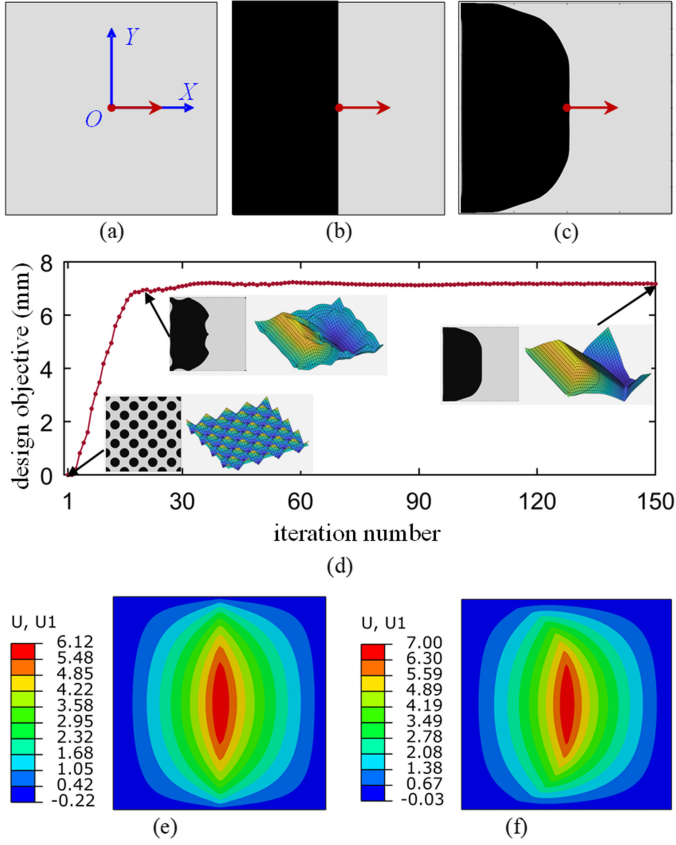 Y
X
O
(a) (b) (c)
design objective (mm)
8
6
4
2
0
1 30 60 90 120 150
iteration number
(d)
U, U1
6.12
5.48
4.85
4.22
3.58
2.95
2.32
1.68
1.05
0.42
-0.22
(e)
U, U1
7.00
6.30
5.59
4.89
4.19
3.49
2.78
2.08
1.38
0.67
-0.03
(f)